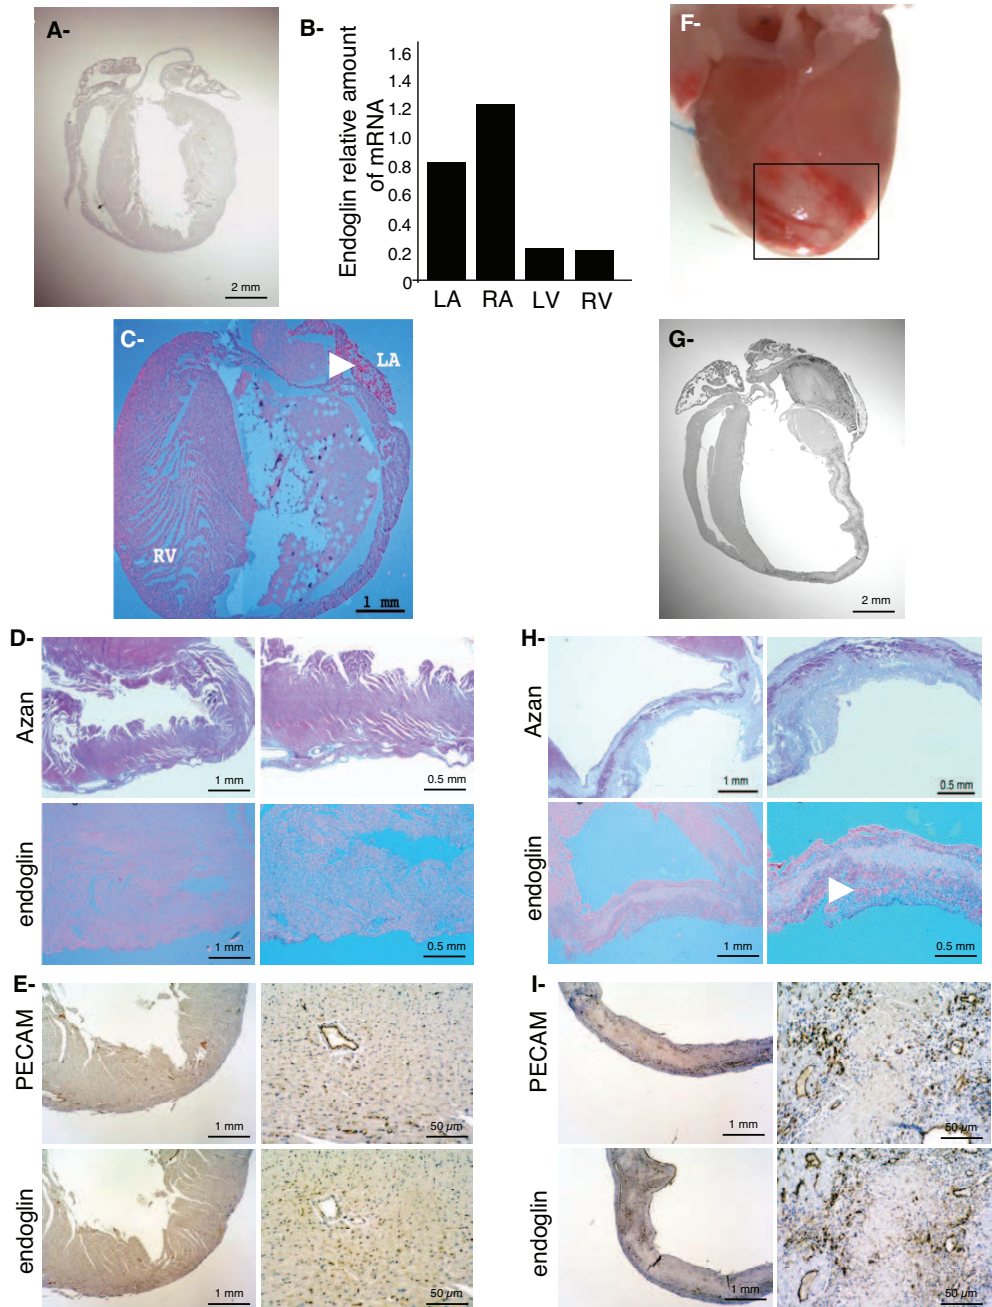 A-
2 mm
B-
Endoglin relative amount
of mRNA
1.6
1.4
1.2
1.0
0.8
0.6
0.4
0.2
0
LA
RA
LV
RV
F-
C-
LA
RV
1 mm
G-
2 mm
D-
Azan
1 mm
0.5 mm
endoglin
1 mm
0.5 mm
E-
PECAM
1 mm
50 µm
endoglin
1 mm
50 µm
H-
Azan
1 mm
0.5 mm
endoglin
1 mm
0.5 mm
I-
PECAM
1 mm
50 µm
endoglin
1 mm
50 µm